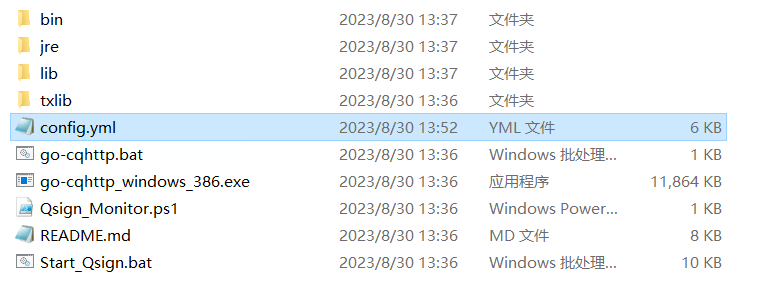 bin 2023/8/30 13:37 文件夹
jre 2023/8/30 13:37 文件夹
lib 2023/8/30 13:37 文件夹
txlib 2023/8/30 13:36 文件夹
config.yml 2023/8/30 13:52 YML 文件 6 KB
go-cqhttp.bat 2023/8/30 13:36 Windows 批处理... 1 KB
go-cqhttp_windows_386.exe 2023/8/30 13:36 应用程序 11,864 KB
Qsign_Monitor.ps1 2023/8/30 13:36 Windows Power... 1 KB
README.md 2023/8/30 13:36 MD 文件 8 KB
Start_Qsign.bat 2023/8/30 13:36 Windows 批处理... 10 KB